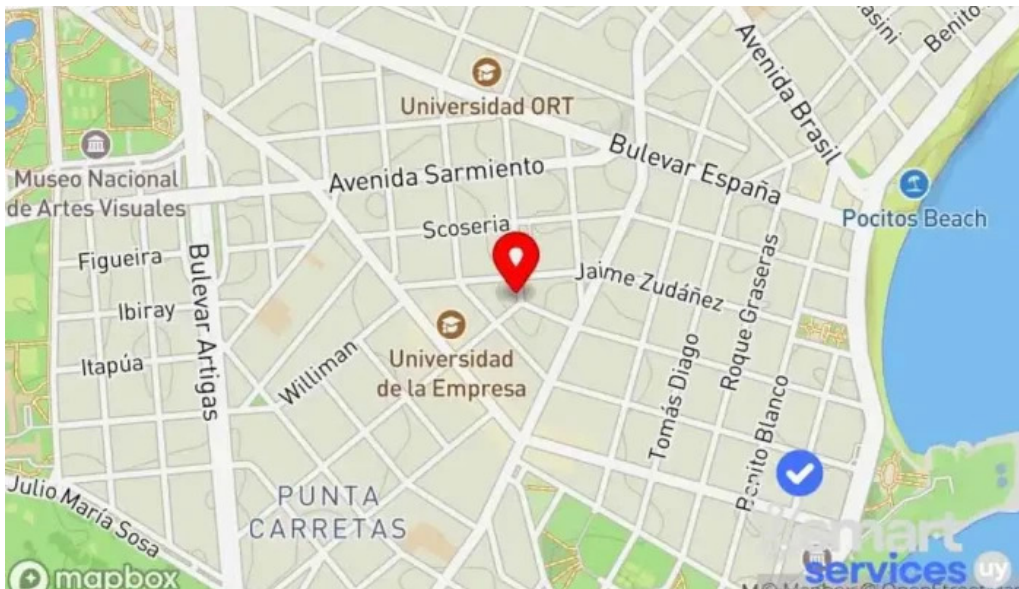 asini
Benito
Avenida Brasil
Universidad ORT
Bulevar España
Museo Nacional
de Artes Visuales
Avenida Sarmiento
Pocitos Beach
Scoseria
Figueira
Bulevar Artigas
Jaime Zudáñez
Ibiray
Roque Graseras
Itapúa
Williman
Universidad
de la Empresa
Tomás Diago
Benito Blanco
PUNTA
CARRETAS
Julio María Sosa
mapbox
smart
services uy